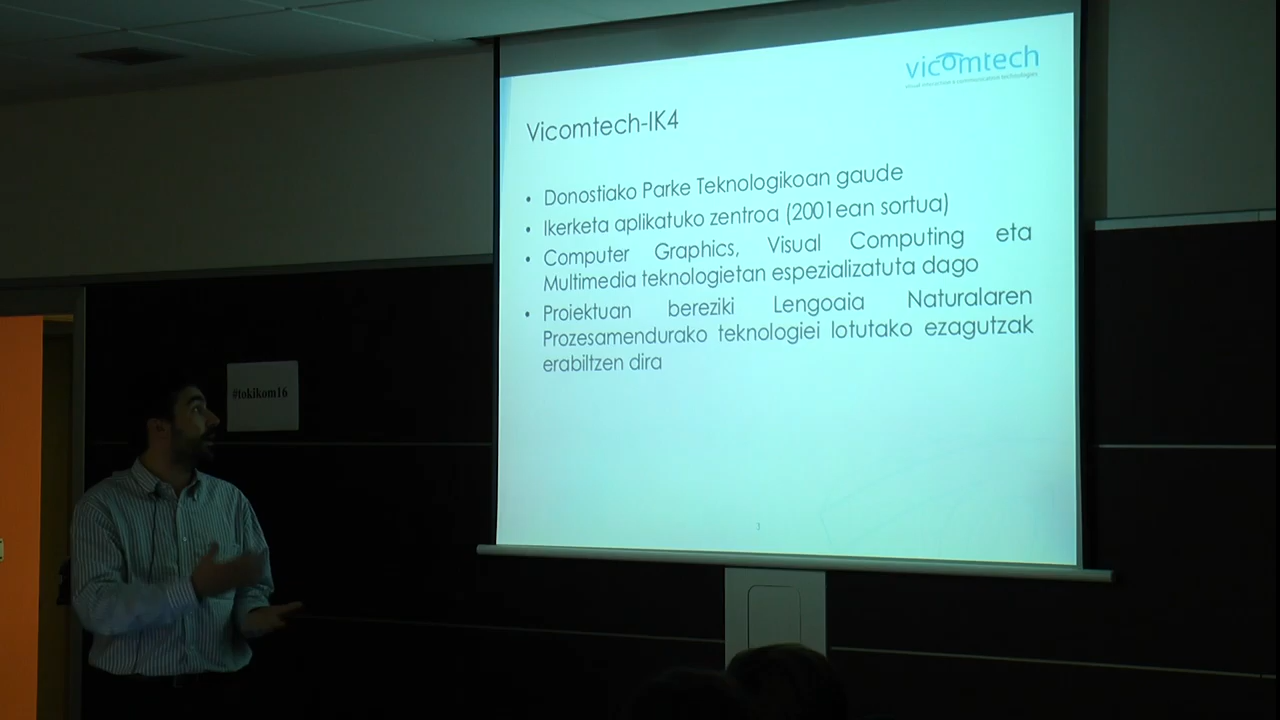 vicomtech
visual interaction & communication technologies
Vicomtech-IK4
• Donostiako Parke Teknologikoan gaude
• Ikerketa aplikatuko zentroa (2001ean sortua)
• Computer Graphics, Visual Computing eta
Multimedia teknologietan espezializatuta dago
• Proiektuan bereziki Lengoaia Naturalaren
Prozesamendurako teknologiei lotutako ezagutzak
erabiltzen dira
#tokikom16
3